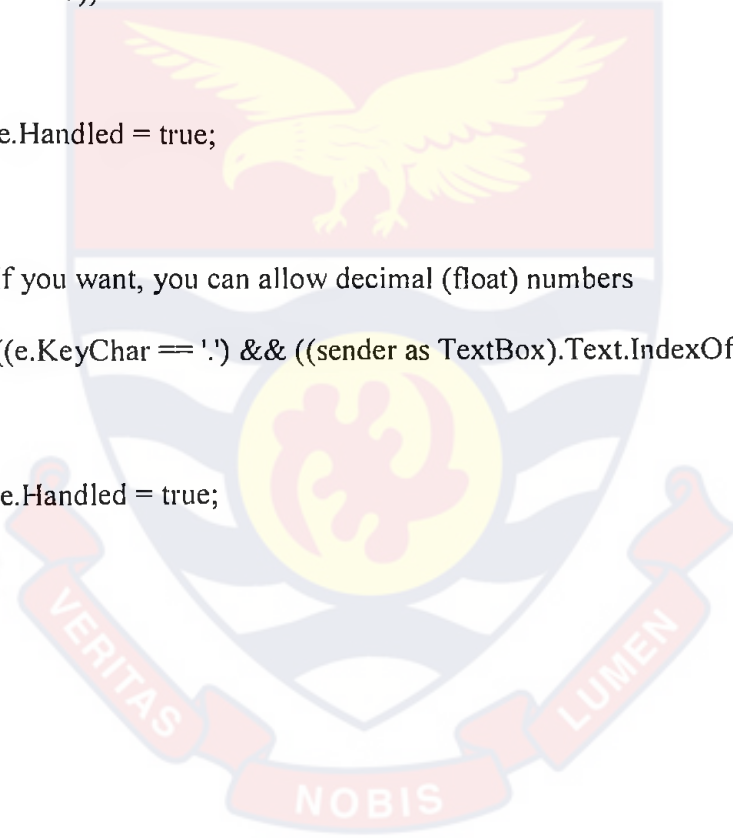 ));
e.Handled = true;
f you want, you can allow decimal (float) numbers
((e.KeyChar == '.') && ((sender as TextBox).Text.IndexOf
e.Handled = true;
VERITAS
NOBIS
LUMEN